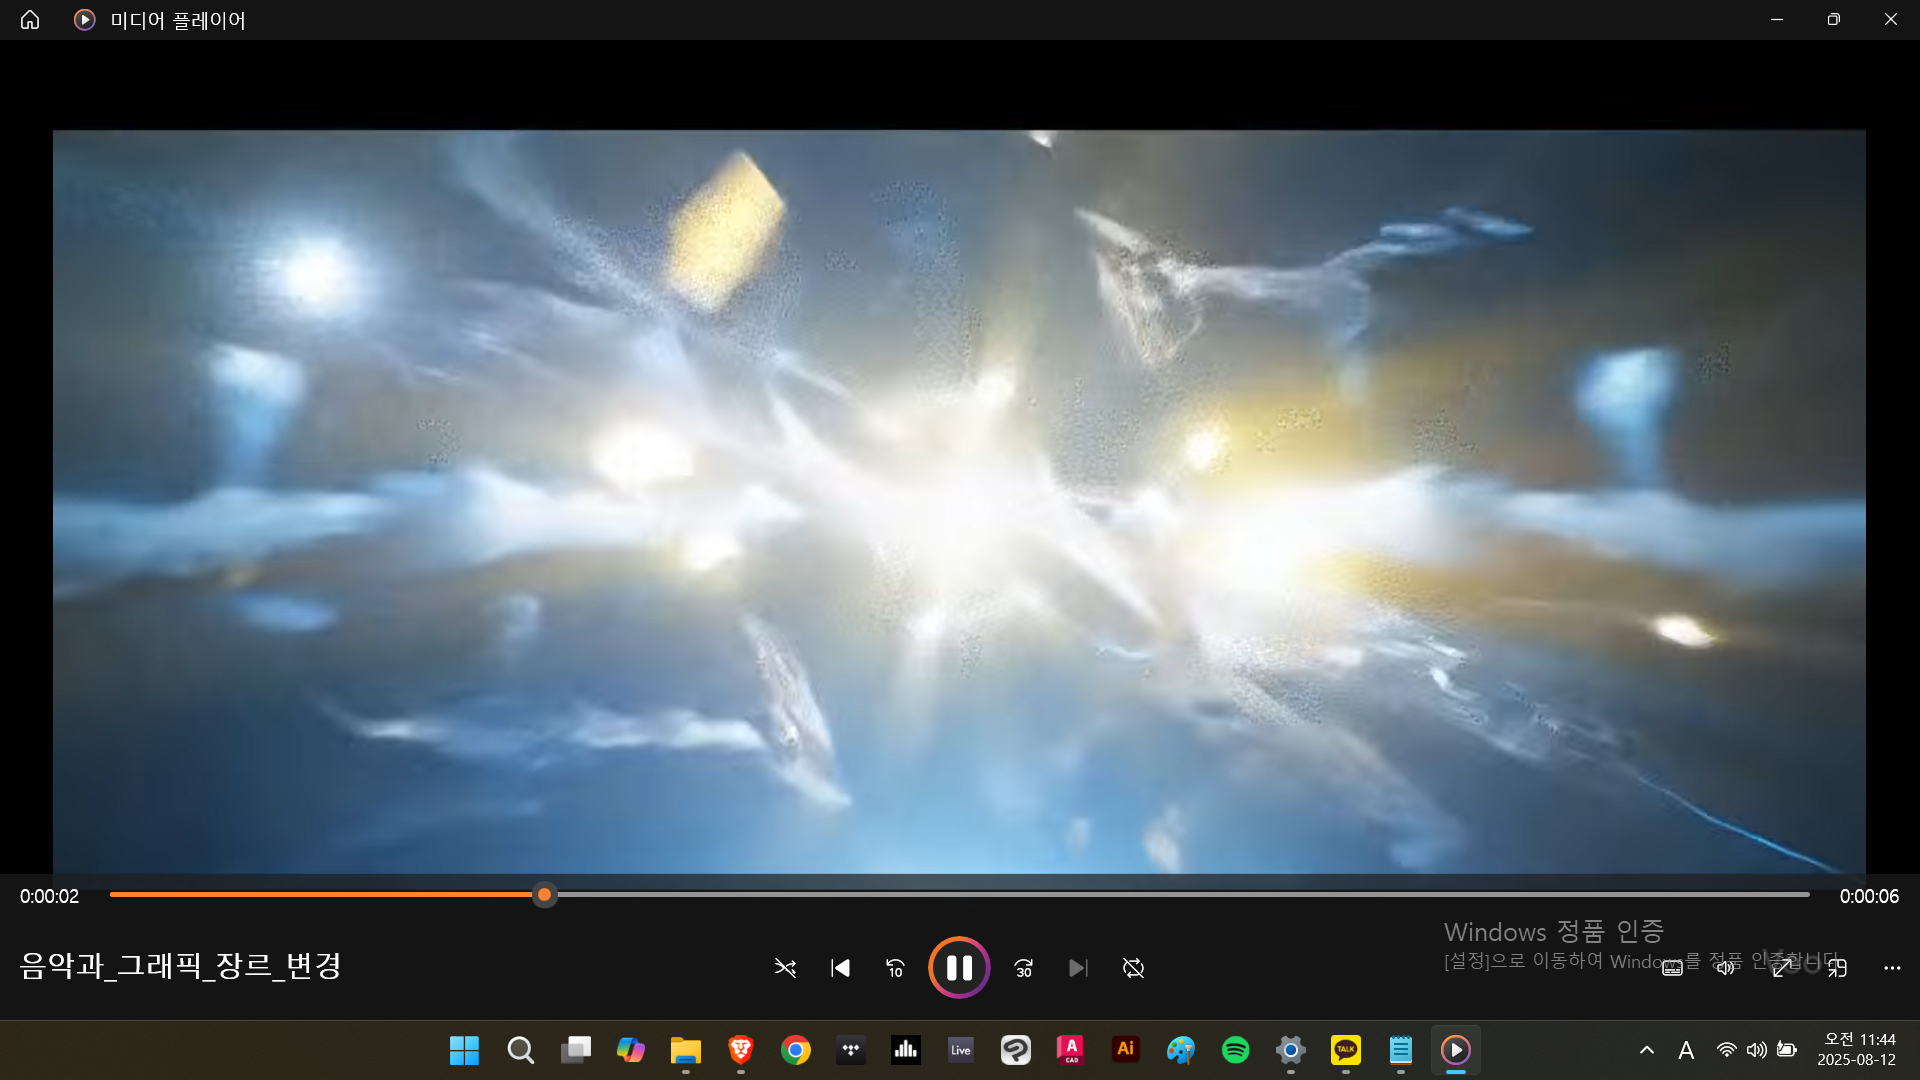 미디어 플레이어
0:00:02
0:00:06
음악과_그래픽_장르_변경
10
30
Windows 정품 인증
[설정]으로 이동하여 Windows를 정품 인증합니다.
Veo
Live
A
CAD
Ai
TALK
A
오전 11:44
2025-08-12